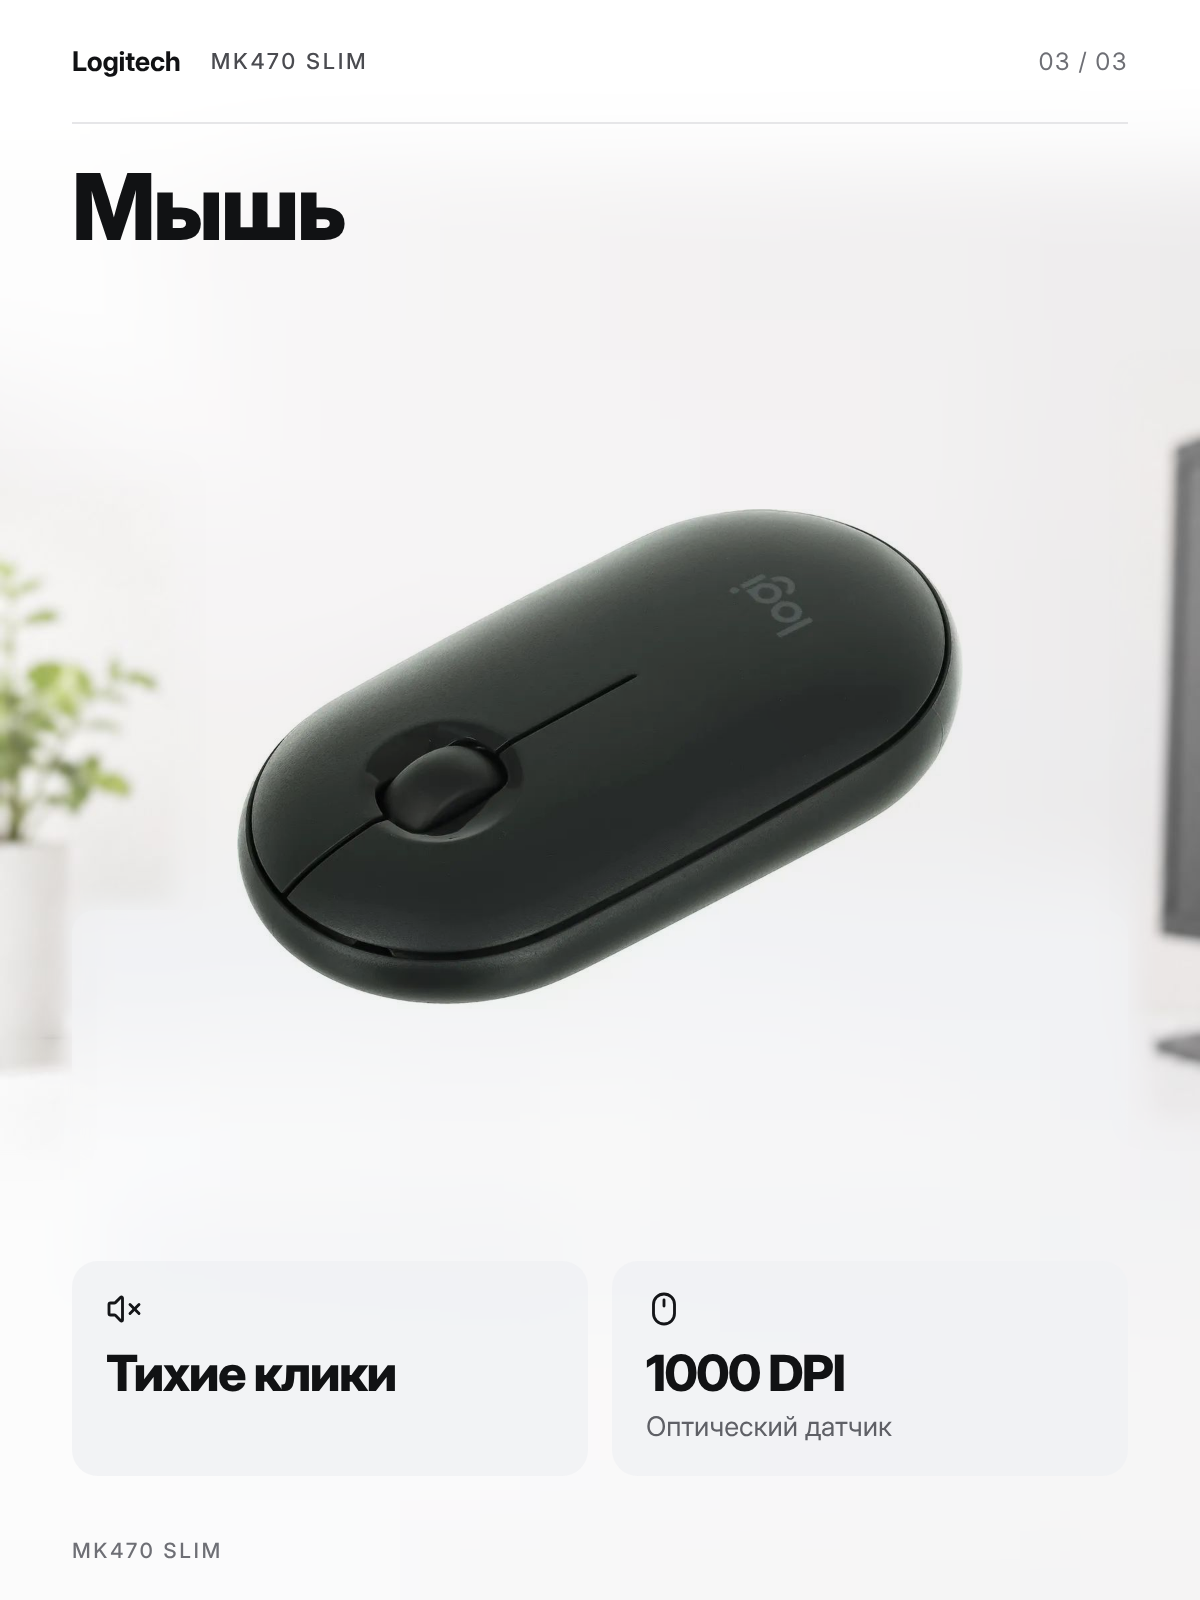 Logitech MK470 SLIM 03 / 03
Мышь
logi
Тихие клики
1000 DPI
Оптический датчик
MK470 SLIM